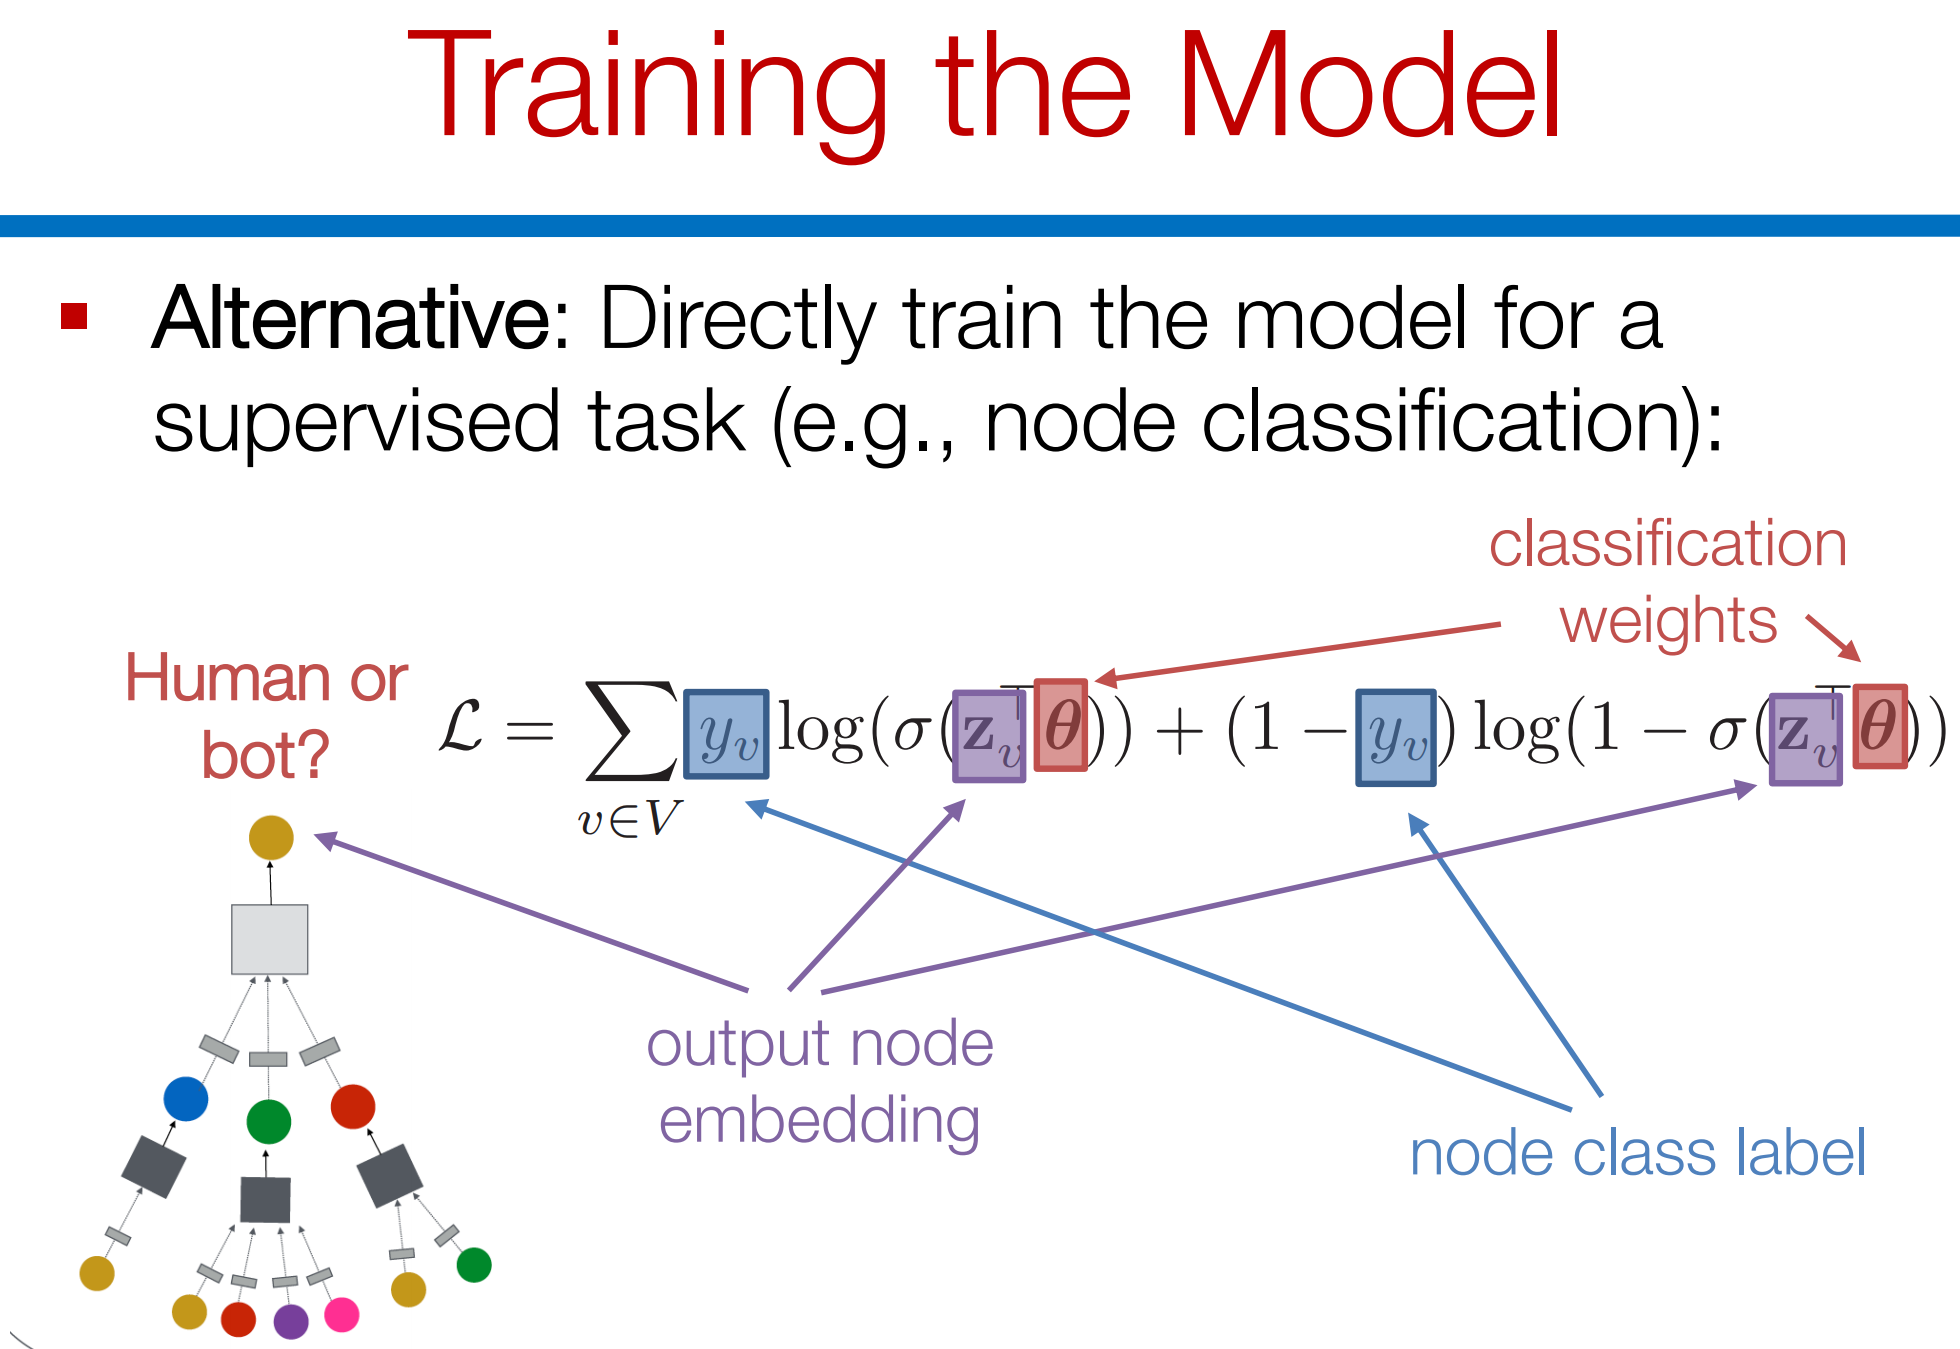 Training the Model
▪ Alternative: Directly train the model for a
supervised task (e.g., node classification):
classification
weights
Human or
bot?
ℒ = ∑_{v∈V} y_v log(σ(𝐳_v^⊤ 𝜽)) + (1 − y_v) log(1 − σ(𝐳_v^⊤ 𝜽))
output node
embedding
node class label